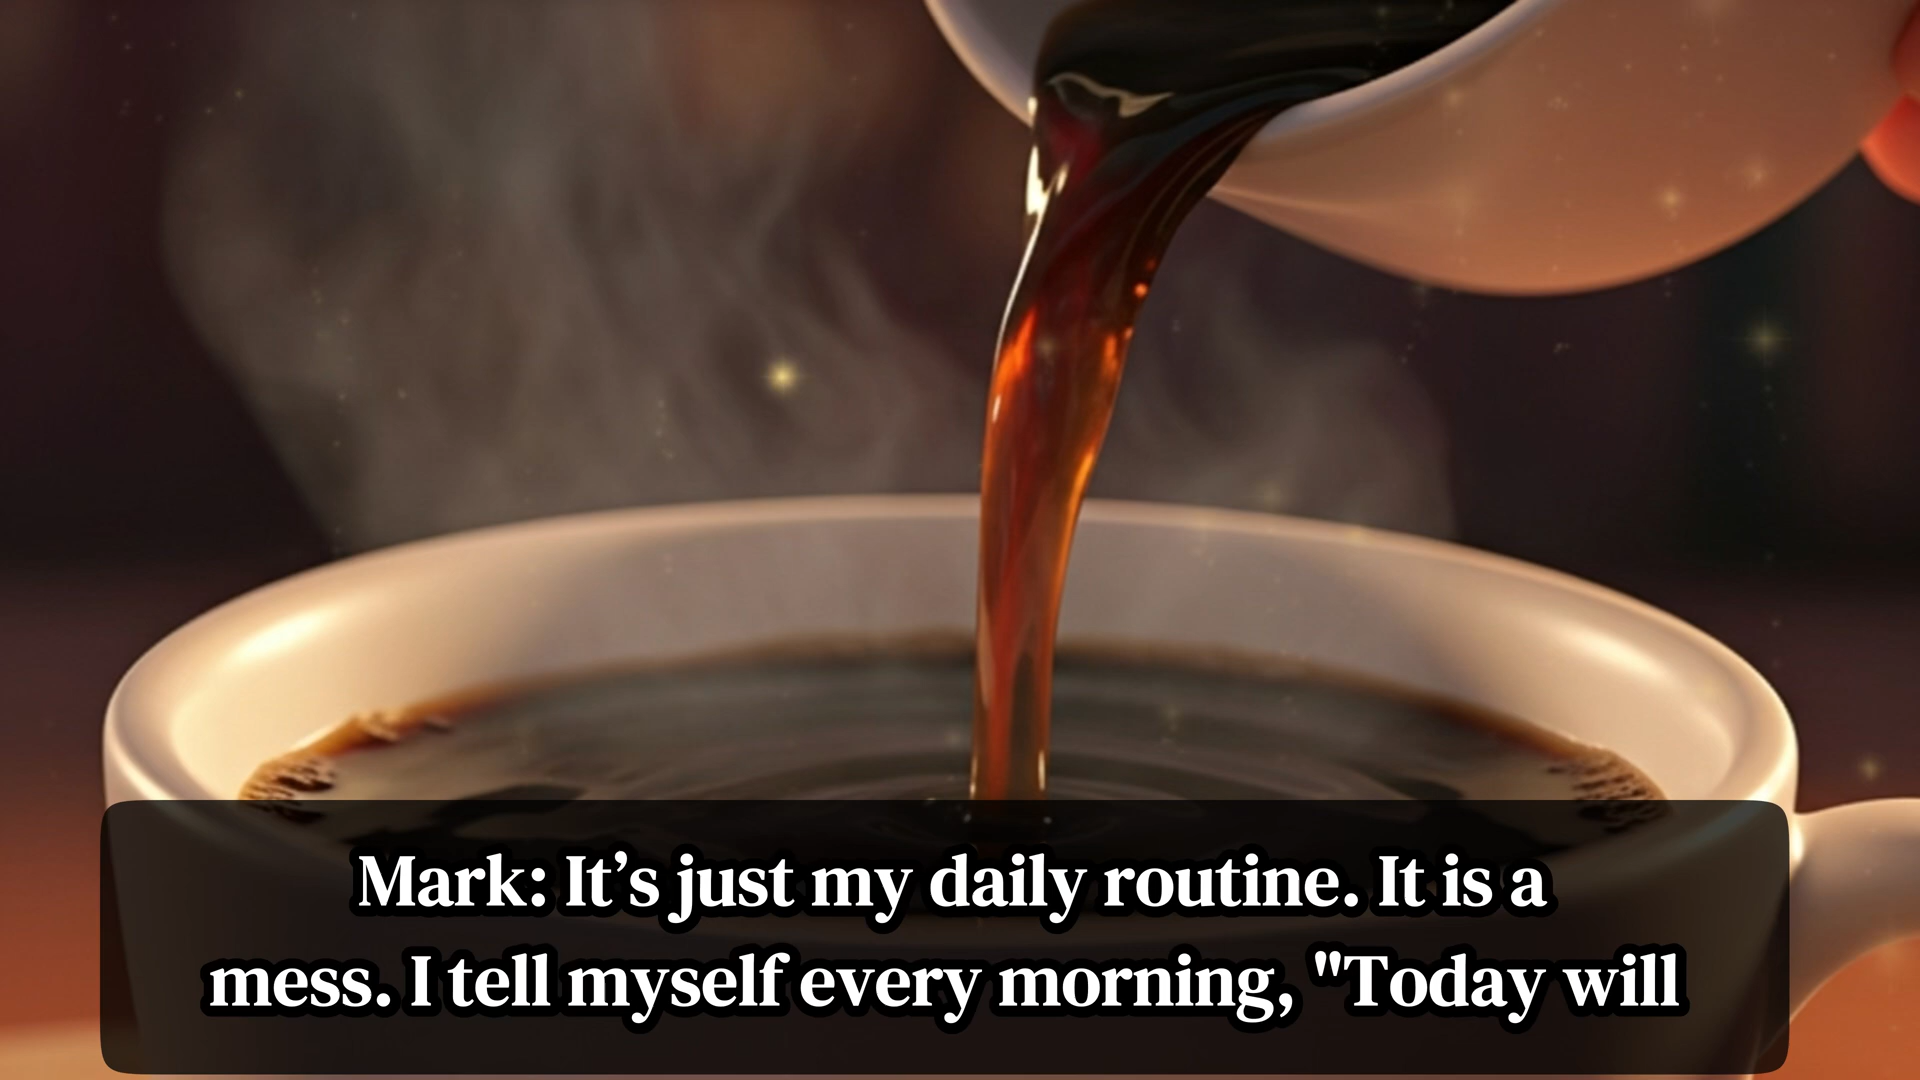 Mark: It’s just my daily routine. It is a
mess. I tell myself every morning, "Today will